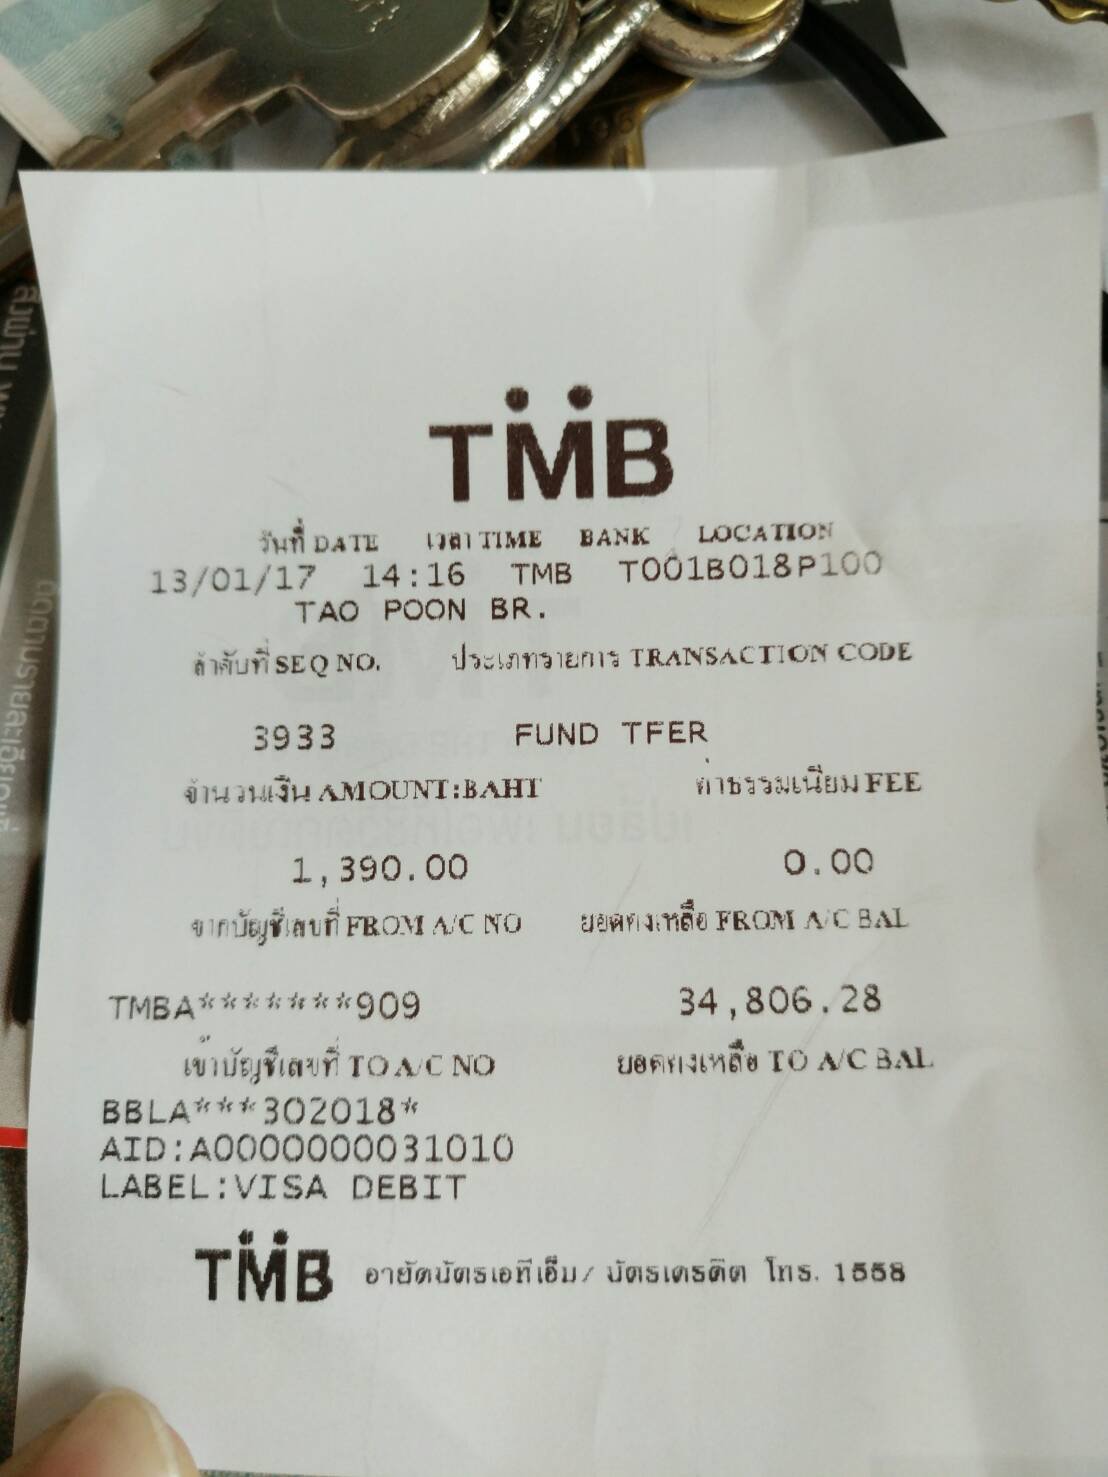 TMB
วันที่ DATE เวลา TIME BANK LOCATION
13/01/17 14:16 TMB T001B018P100
TAO POON BR.
ลำดับที่ SEQ NO. ประเภทรายการ TRANSACTION CODE
3933 FUND TFER
จำนวนเงิน AMOUNT:BAHT ค่าธรรมเนียม FEE
1,390.00 0.00
จากบัญชีเลขที่ FROM A/C NO ยอดคงเหลือ FROM A/C BAL
TMBA*******909 34,806.28
เข้าบัญชีเลขที่ TO A/C NO ยอดคงเหลือ TO A/C BAL
BBLA***302018*
AID:A0000000031010
LABEL:VISA DEBIT
TMB อายัดบัตรเอทีเอ็ม/ บัตรเครดิต โทร. 1558